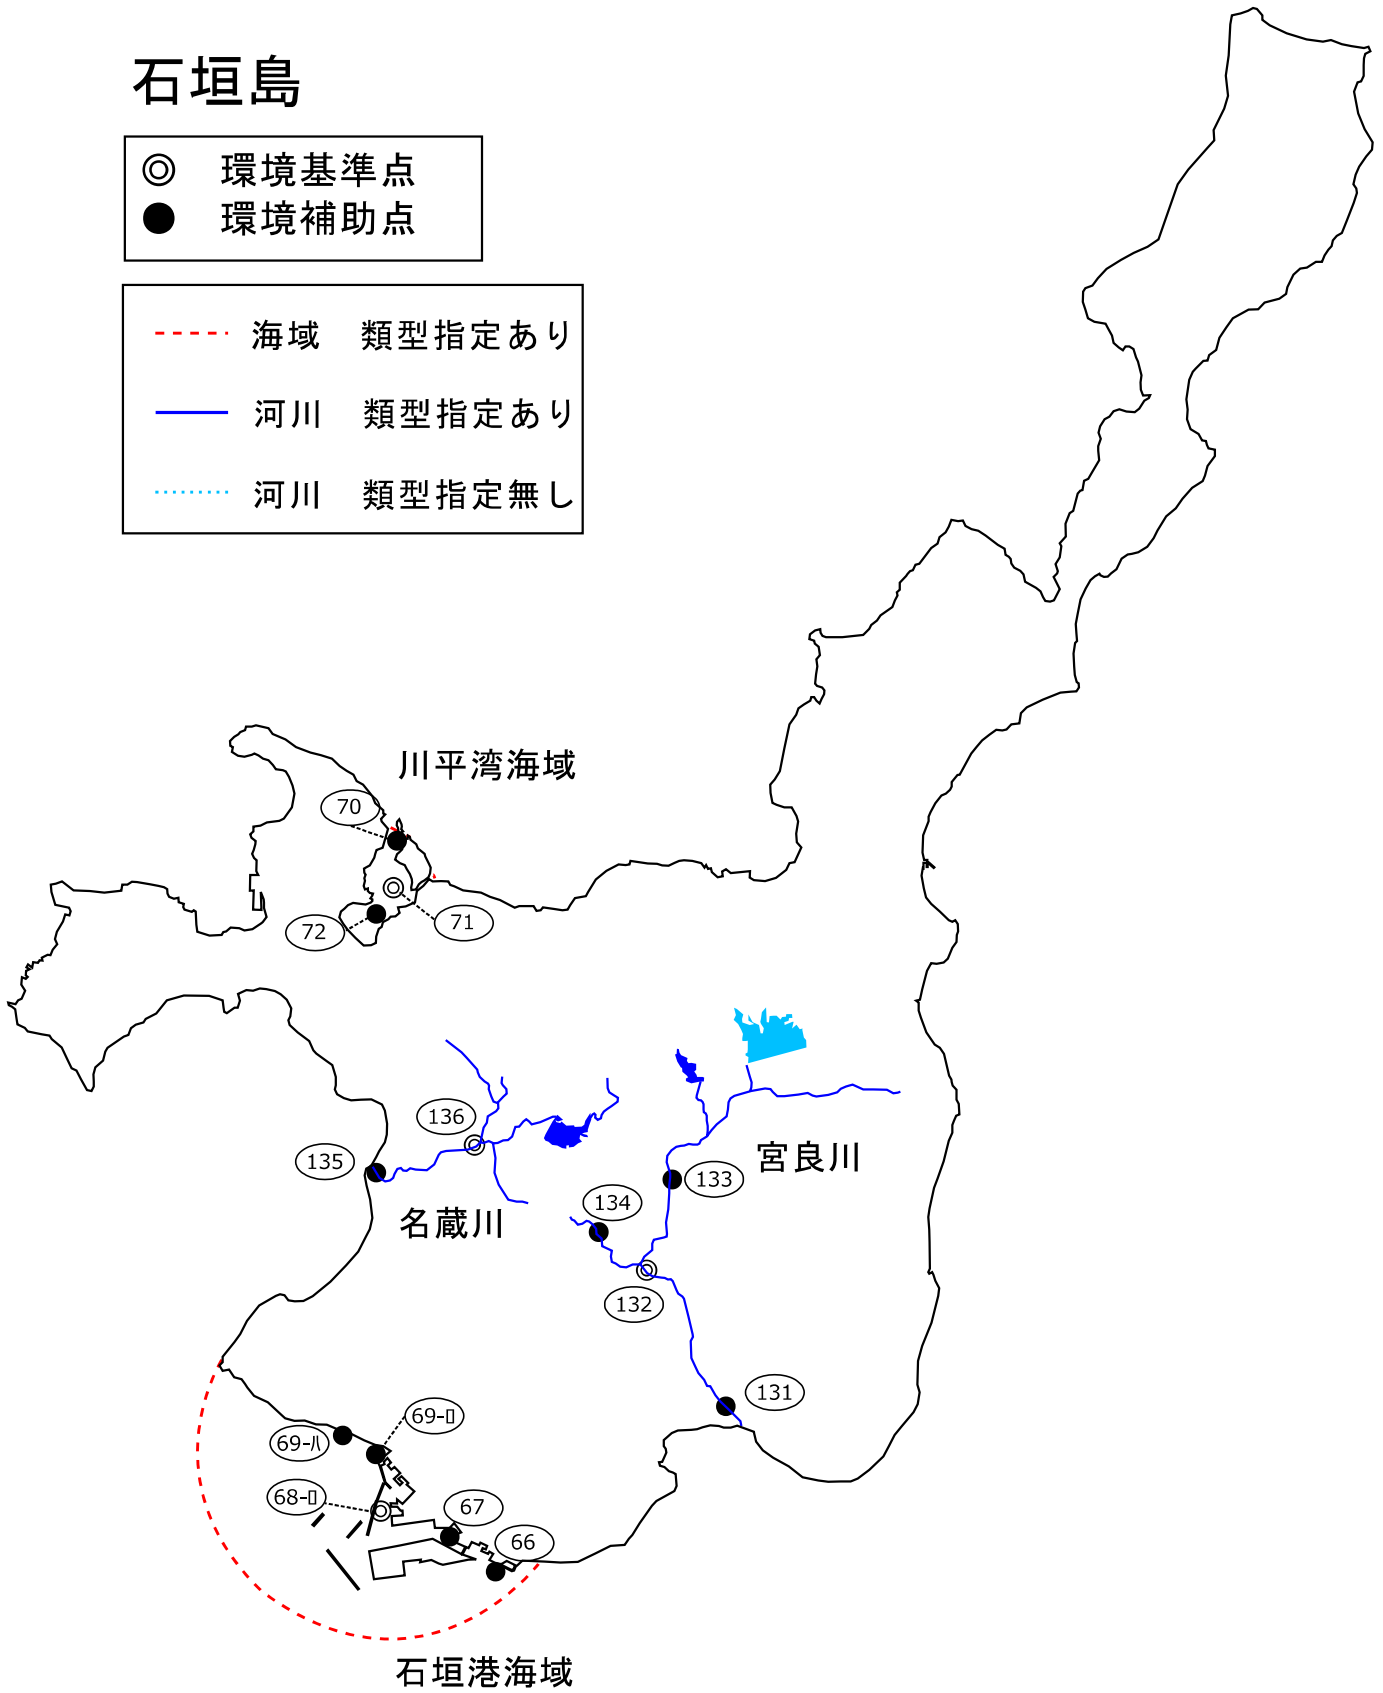 石垣島
環境基準点
環境補助点
海域　類型指定あり
河川　類型指定あり
河川　類型指定無し
川平湾海域
70
71
72
136
135
名蔵川
宮良川
133
134
132
131
69-ロ
69-ハ
68-ロ
67
66
石垣港海域